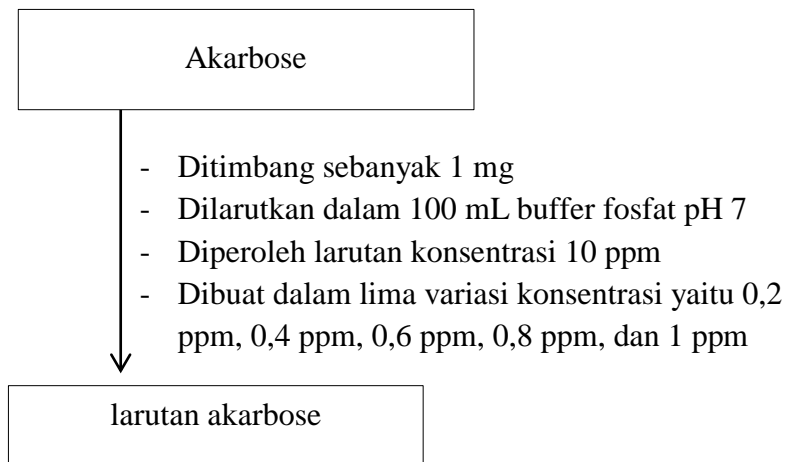 Akarbose
- Ditimbang sebanyak 1 mg
- Dilarutkan dalam 100 mL buffer fosfat pH 7
- Diperoleh larutan konsentrasi 10 ppm
- Dibuat dalam lima variasi konsentrasi yaitu 0,2
ppm, 0,4 ppm, 0,6 ppm, 0,8 ppm, dan 1 ppm
larutan akarbose